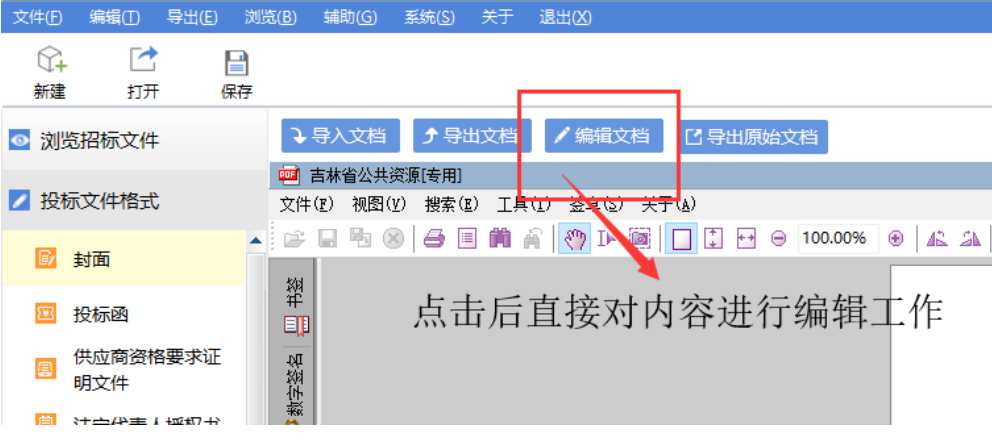 文件(F) 编辑(T) 导出(E) 浏览(B) 辅助(G) 系统(S) 关于 退出(X)
新建 打开 保存
浏览招标文件
导入文档 导出文档 编辑文档 导出原始文档
PDF 吉林省公共资源[专用]
投标文件格式
文件(F) 视图(V) 搜索(E) 工具(T) 签章(S) 关于(A)
100.00%
封面
书签
点击后直接对内容进行编辑工作
投标函
供应商资格要求证
明文件
数字签名
法定代表人授权书